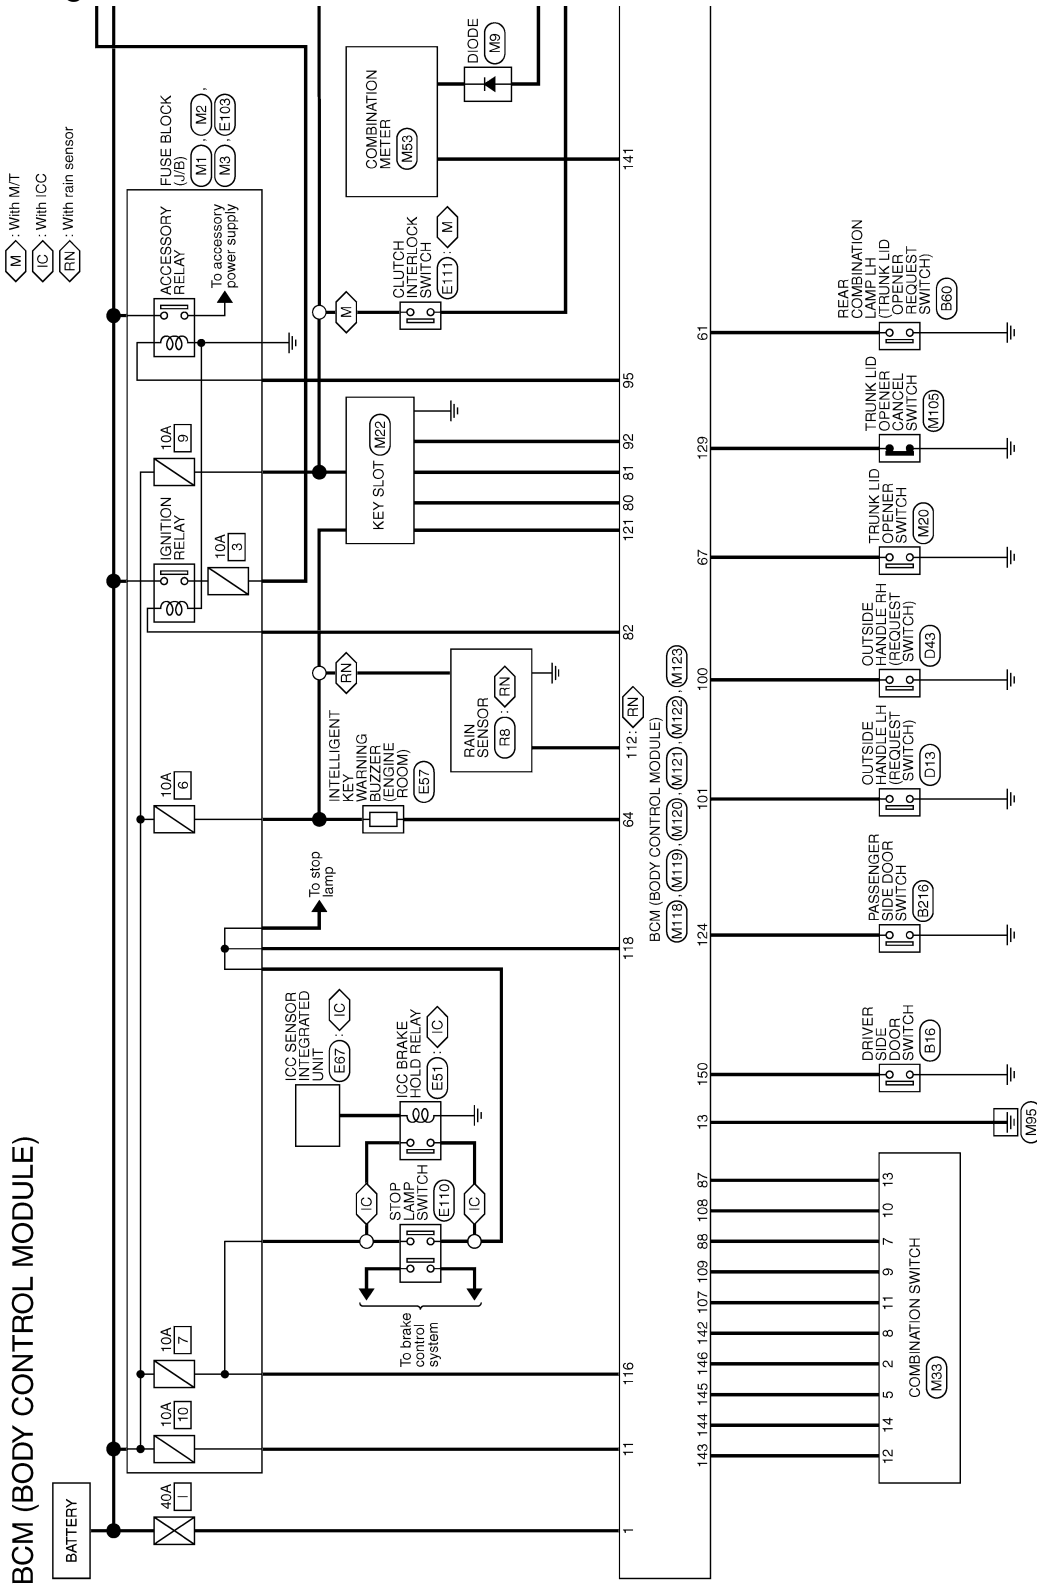 BCM (BODY CONTROL MODULE)
M : With M/T
IC : With ICC
RN : With rain sensor
BATTERY
40A
I
10A
10
10A
7
10A
6
IGNITION
RELAY
10A
3
10A
9
ACCESSORY
RELAY
To accessory
power supply
FUSE BLOCK
(J/B)
M1 , M2 ,
M3 , E103
To brake
control
system
IC
IC
STOP
LAMP
SWITCH
E110
ICC SENSOR
INTEGRATED
UNIT
E67 : IC
ICC BRAKE
HOLD RELAY
E51 : IC
To stop
lamp
INTELLIGENT
KEY
WARNING
BUZZER
(ENGINE
ROOM)
E57
RN
RAIN
SENSOR
R8 : RN
KEY SLOT M22
M
CLUTCH
INTERLOCK
SWITCH
E111 : M
COMBINATION
METER
M53
DIODE
M9
1
11
116
118
64
112: RN
82
121
80
81
92
95
141
BCM (BODY CONTROL MODULE)
M118 , M119 , M120 , M121 , M122 , M123
143
144
145
146
142
107
109
88
108
87
13
150
124
101
100
67
129
61
12
14
5
2
8
11
9
7
10
13
COMBINATION SWITCH
M33
M95
DRIVER
SIDE
DOOR
SWITCH
B16
PASSENGER
SIDE DOOR
SWITCH
B216
OUTSIDE
HANDLE LH
(REQUEST
SWITCH)
D13
OUTSIDE
HANDLE RH
(REQUEST
SWITCH)
D43
TRUNK LID
OPENER
SWITCH
M20
TRUNK LID
OPENER
CANCEL
SWITCH
M105
REAR
COMBINATION
LAMP LH
(TRUNK LID
OPENER
REQUEST
SWITCH)
B60